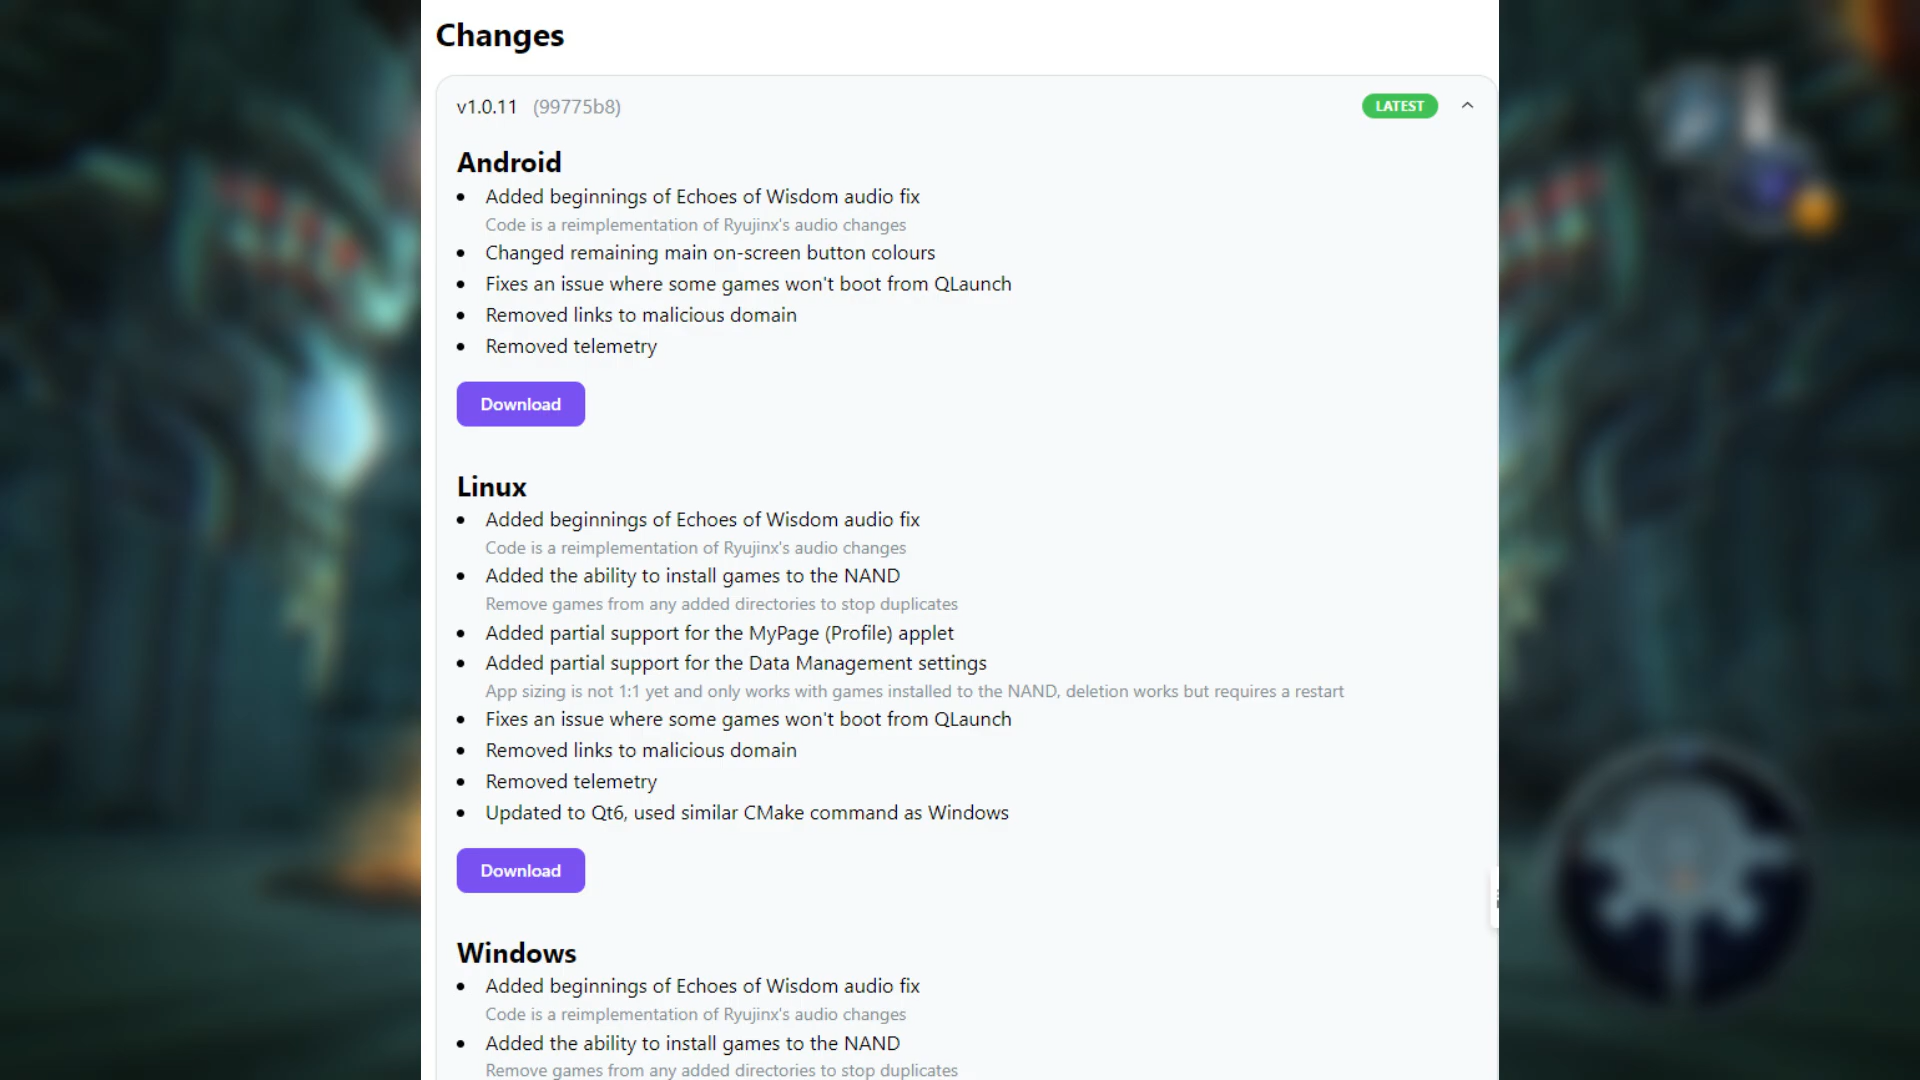 Changes
v1.0.11 (99775b8)
LATEST
Android
Added beginnings of Echoes of Wisdom audio fix
Code is a reimplementation of Ryujinx's audio changes
Changed remaining main on-screen button colours
Fixes an issue where some games won't boot from QLaunch
Removed links to malicious domain
Removed telemetry
Download
Linux
Added beginnings of Echoes of Wisdom audio fix
Code is a reimplementation of Ryujinx's audio changes
Added the ability to install games to the NAND
Remove games from any added directories to stop duplicates
Added partial support for the MyPage (Profile) applet
Added partial support for the Data Management settings
App sizing is not 1:1 yet and only works with games installed to the NAND, deletion works but requires a restart
Fixes an issue where some games won't boot from QLaunch
Removed links to malicious domain
Removed telemetry
Updated to Qt6, used similar CMake command as Windows
Download
Windows
Added beginnings of Echoes of Wisdom audio fix
Code is a reimplementation of Ryujinx's audio changes
Added the ability to install games to the NAND
Remove games from any added directories to stop duplicates